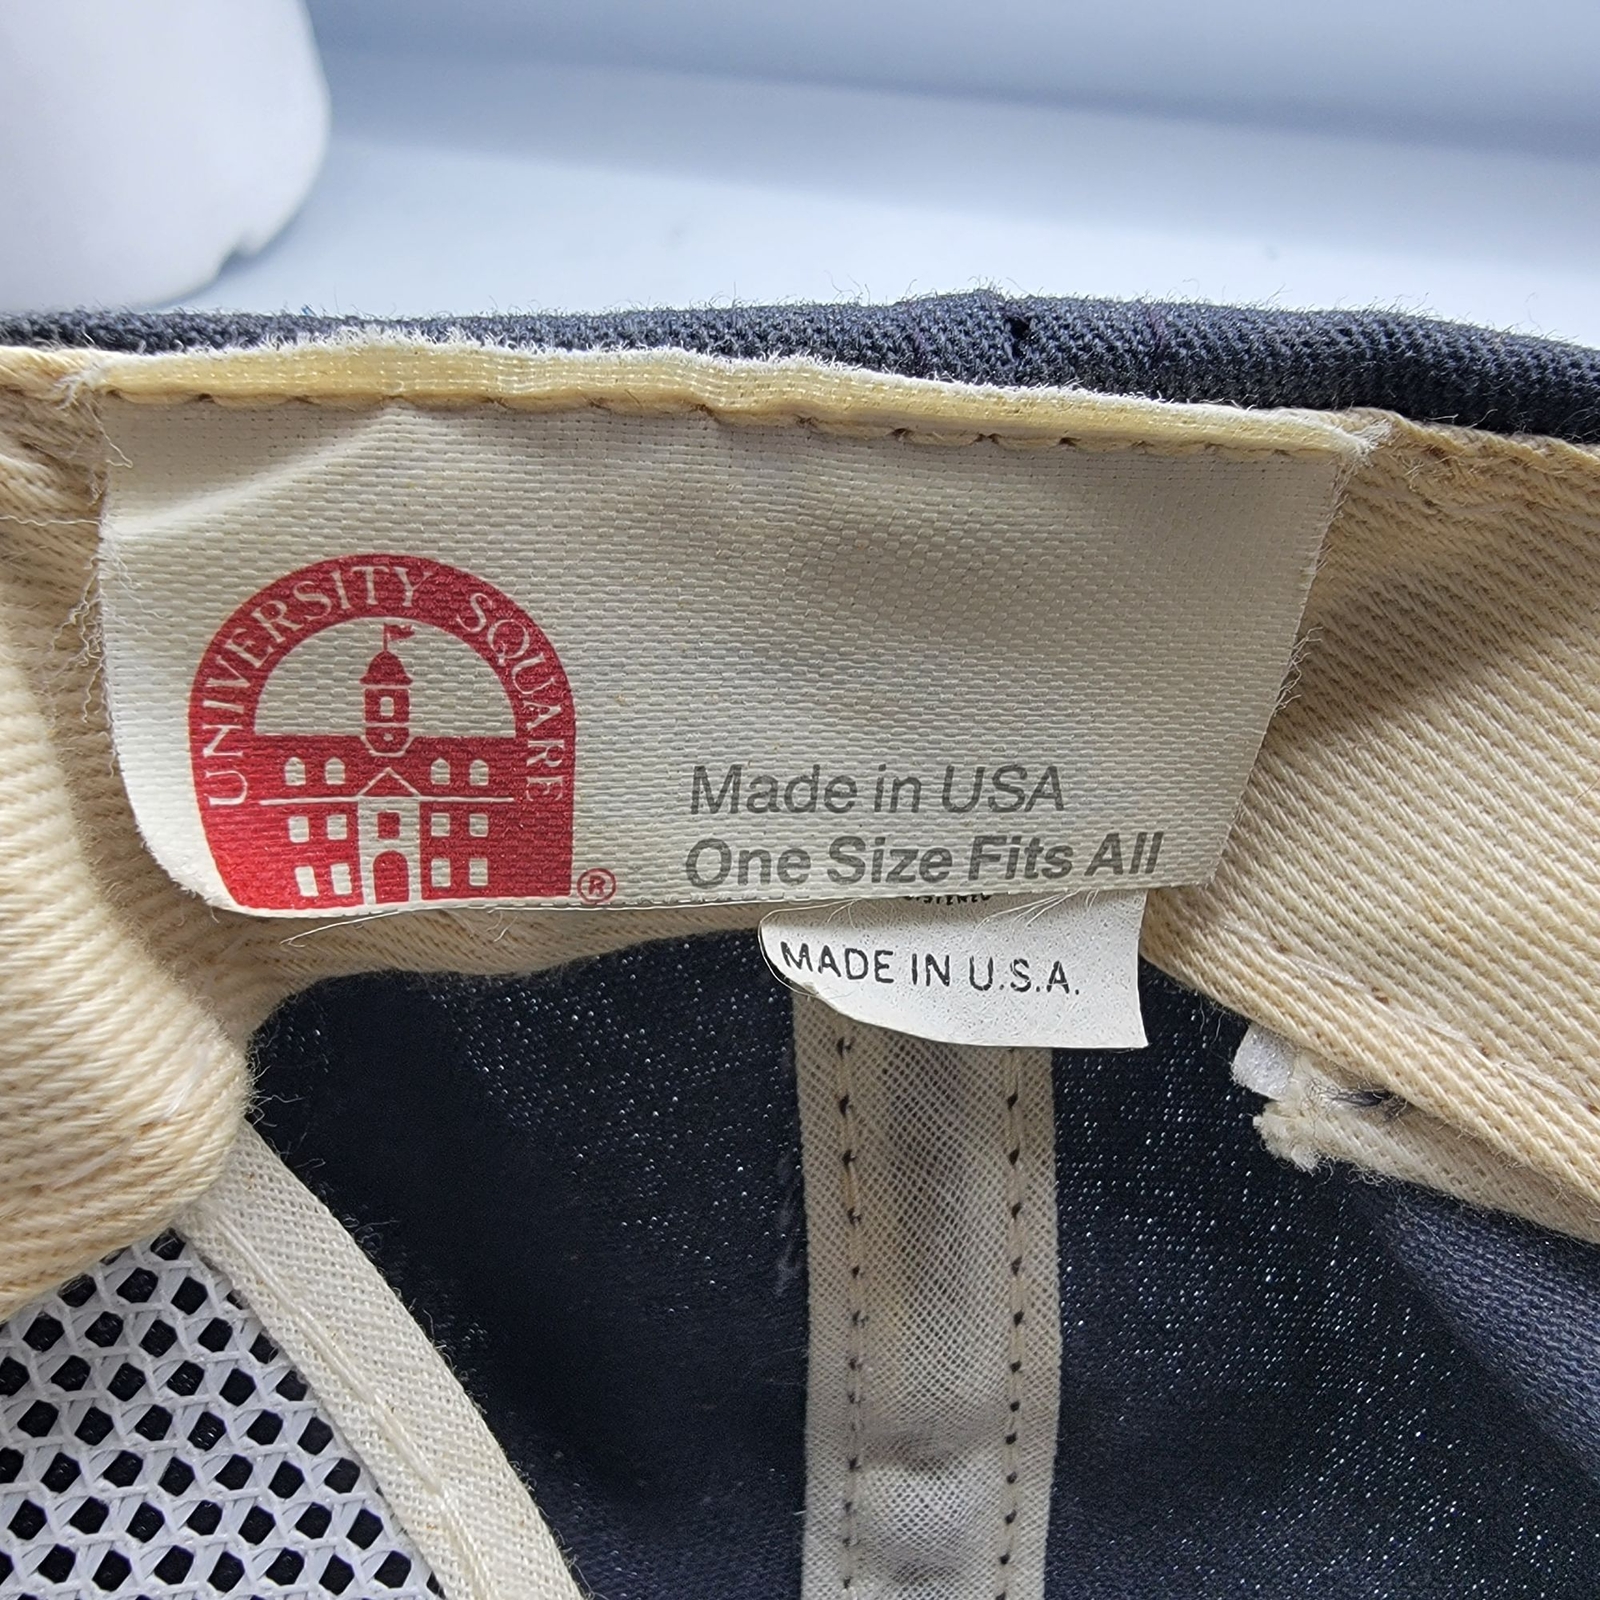 UNIVERSITY SQUARE
®
Made in USA
One Size Fits All
MADE IN U.S.A.